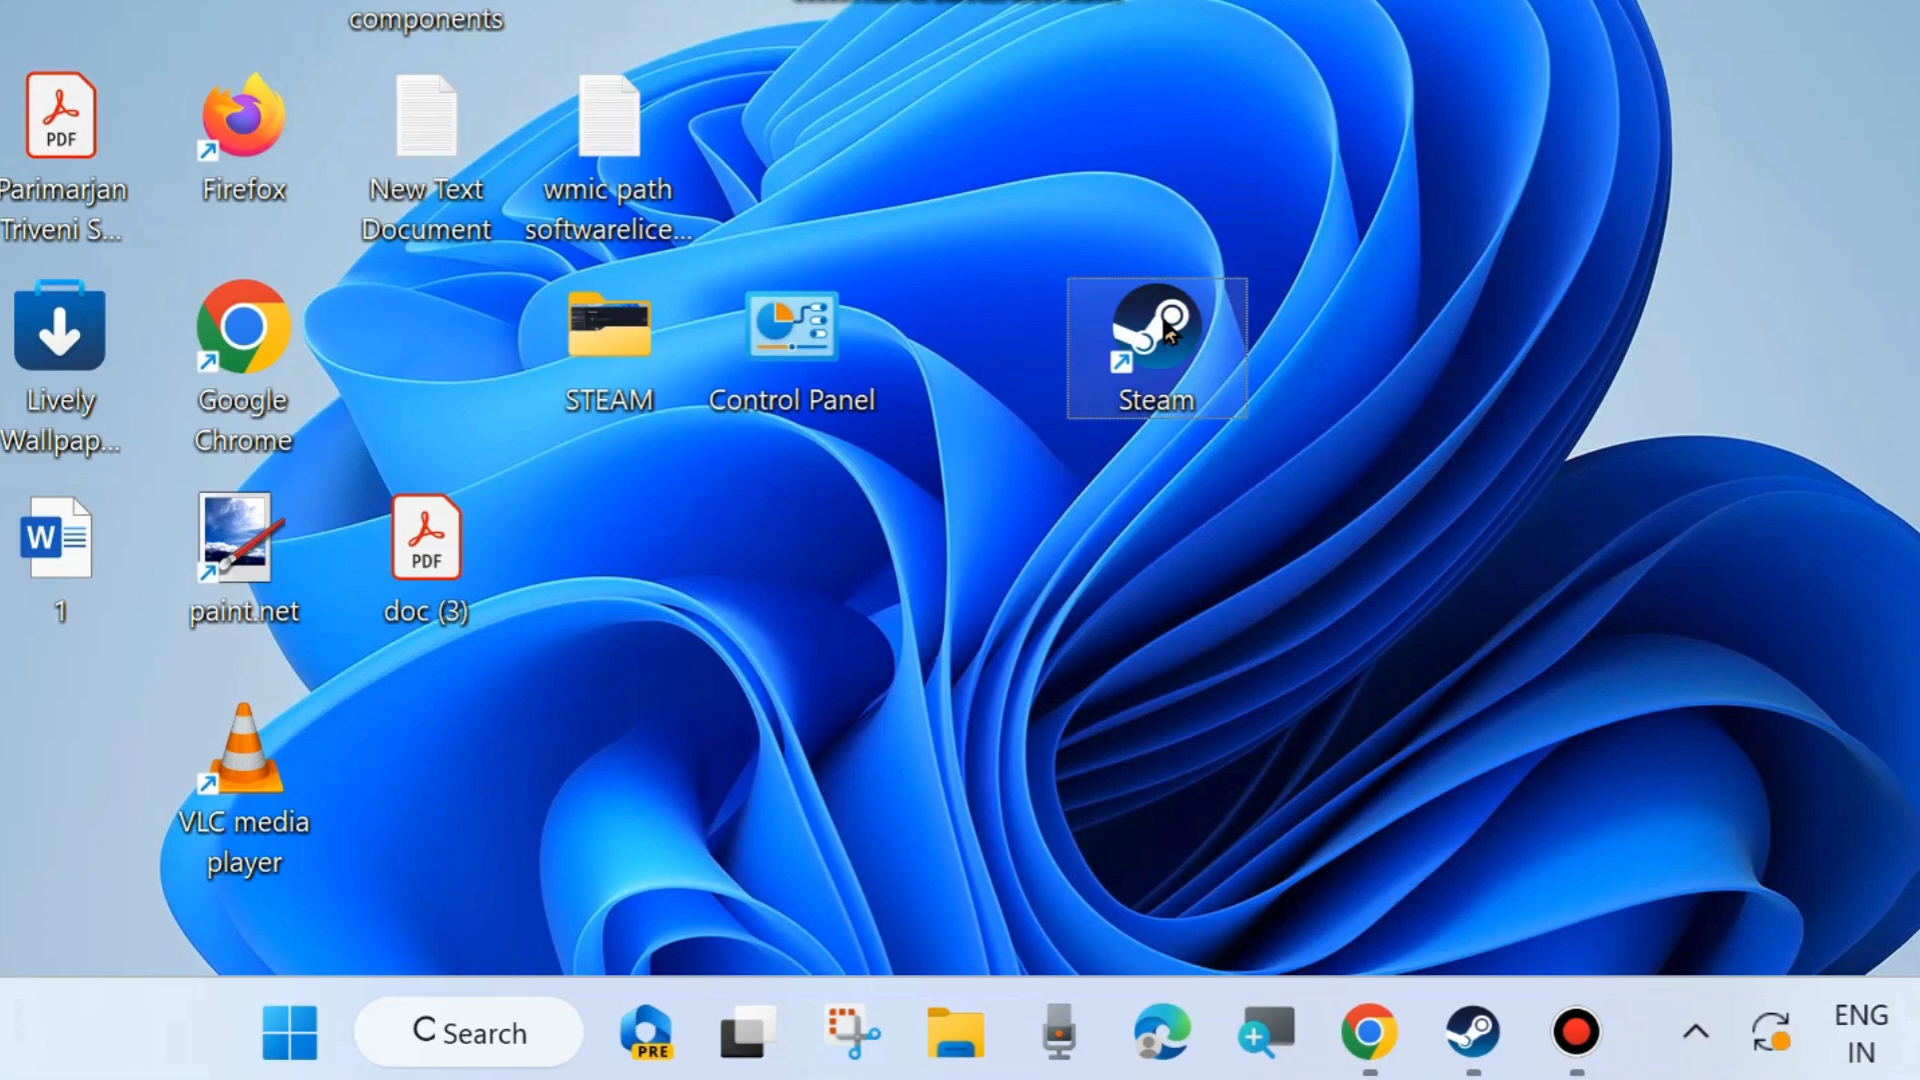 components
PDF
Parimarjan
Triveni S...
Firefox
New Text
Document
wmic path
softwarelice...
Lively
Wallpap...
Google
Chrome
STEAM
Control Panel
Steam
W
1
paint.net
PDF
doc (3)
VLC media
player
Search
PRE
ENG
IN